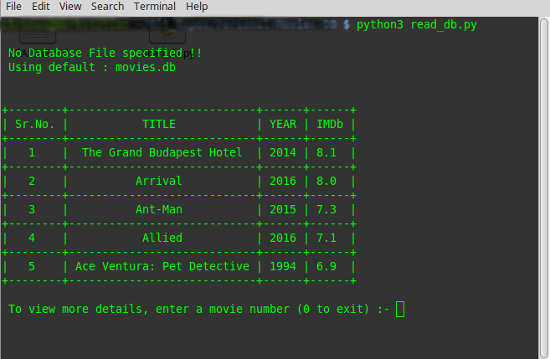 File Edit View Search Terminal Help
$ python3 read_db.py
No Database File specified !!
Using default : movies.db
+--------+----------------------------+------+------+
| Sr.No. | TITLE | YEAR | IMDb |
+--------+----------------------------+------+------+
| 1 | The Grand Budapest Hotel | 2014 | 8.1 |
+--------+----------------------------+------+------+
| 2 | Arrival | 2016 | 8.0 |
+--------+----------------------------+------+------+
| 3 | Ant-Man | 2015 | 7.3 |
+--------+----------------------------+------+------+
| 4 | Allied | 2016 | 7.1 |
+--------+----------------------------+------+------+
| 5 | Ace Ventura: Pet Detective | 1994 | 6.9 |
+--------+----------------------------+------+------+
To view more details, enter a movie number (0 to exit) :-